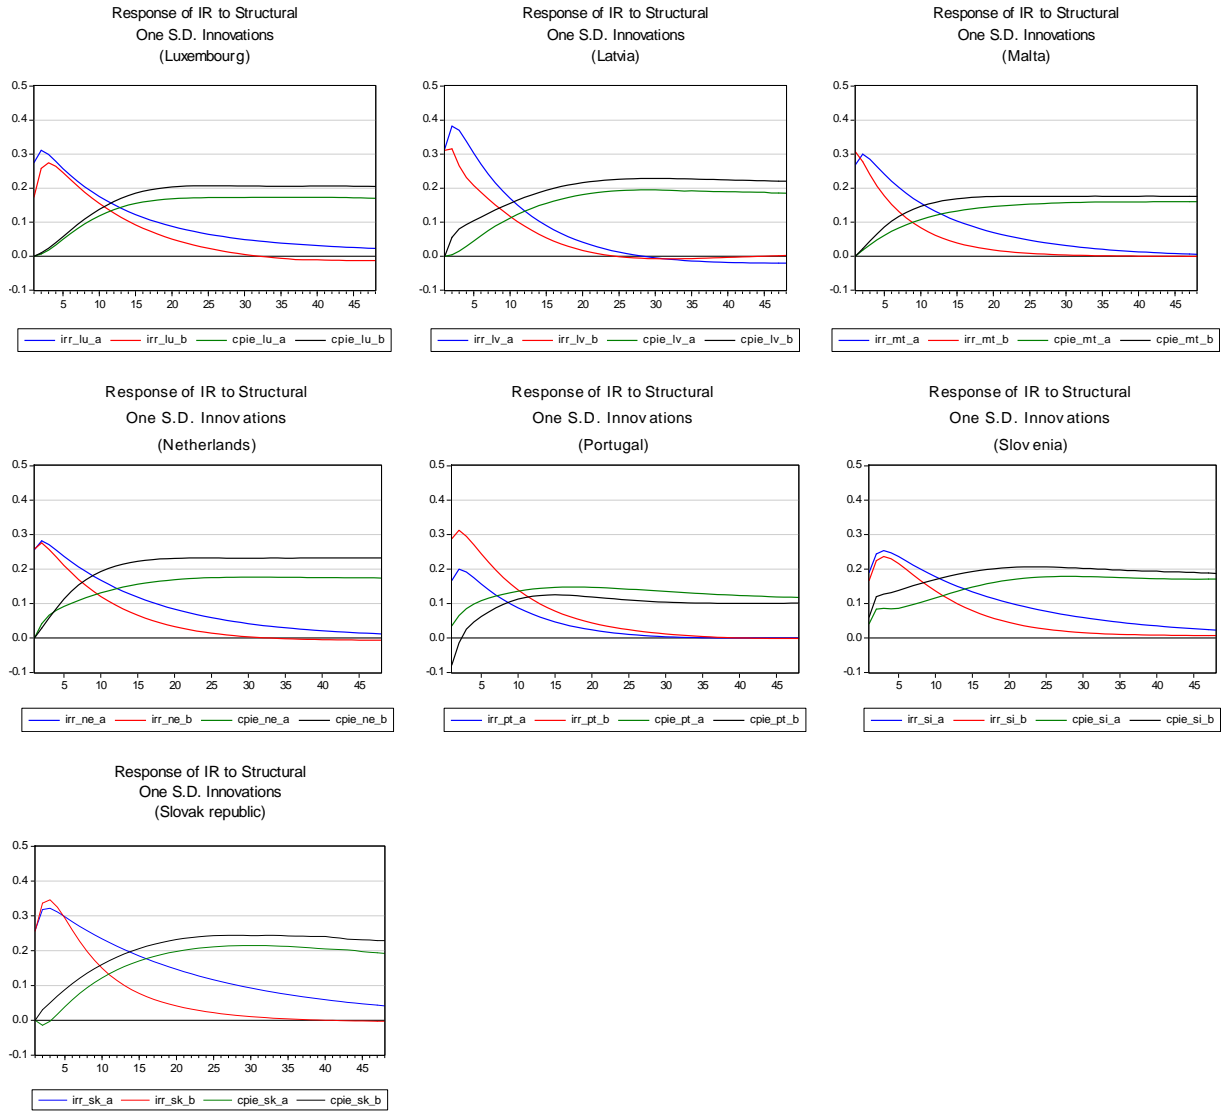 Response of IR to Structural
One S.D. Innovations
(Luxembourg)
0.5
0.4
0.3
0.2
0.1
0.0
-0.1
5 10 15 20 25 30 35 40 45
irr_lu_a irr_lu_b cpie_lu_a cpie_lu_b
Response of IR to Structural
One S.D. Innovations
(Latvia)
0.5
0.4
0.3
0.2
0.1
0.0
-0.1
5 10 15 20 25 30 35 40 45
irr_lv_a irr_lv_b cpie_lv_a cpie_lv_b
Response of IR to Structural
One S.D. Innovations
(Malta)
0.5
0.4
0.3
0.2
0.1
0.0
-0.1
5 10 15 20 25 30 35 40 45
irr_mt_a irr_mt_b cpie_mt_a cpie_mt_b
Response of IR to Structural
One S.D. Innovations
(Netherlands)
0.5
0.4
0.3
0.2
0.1
0.0
-0.1
5 10 15 20 25 30 35 40 45
irr_ne_a irr_ne_b cpie_ne_a cpie_ne_b
Response of IR to Structural
One S.D. Innovations
(Portugal)
0.5
0.4
0.3
0.2
0.1
0.0
-0.1
5 10 15 20 25 30 35 40 45
irr_pt_a irr_pt_b cpie_pt_a cpie_pt_b
Response of IR to Structural
One S.D. Innovations
(Slovenia)
0.5
0.4
0.3
0.2
0.1
0.0
-0.1
5 10 15 20 25 30 35 40 45
irr_si_a irr_si_b cpie_si_a cpie_si_b
Response of IR to Structural
One S.D. Innovations
(Slovak republic)
0.5
0.4
0.3
0.2
0.1
0.0
-0.1
5 10 15 20 25 30 35 40 45
irr_sk_a irr_sk_b cpie_sk_a cpie_sk_b